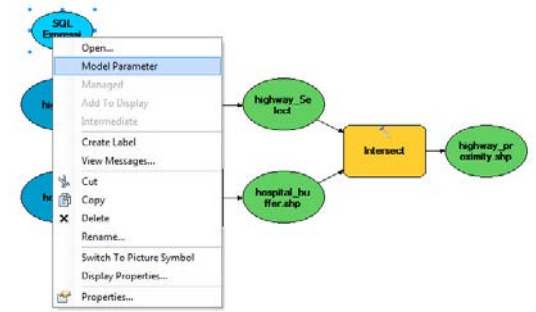 SQL
Expressi
Open...
Model Parameter
Managed
Add To Display
Intermediate
Create Label
View Messages...
Cut
Copy
Delete
Rename...
Switch To Picture Symbol
Display Properties...
Properties...
highway_Se
lect
Intersect
highway_pr
oximity.shp
hospital_bu
ffer.shp